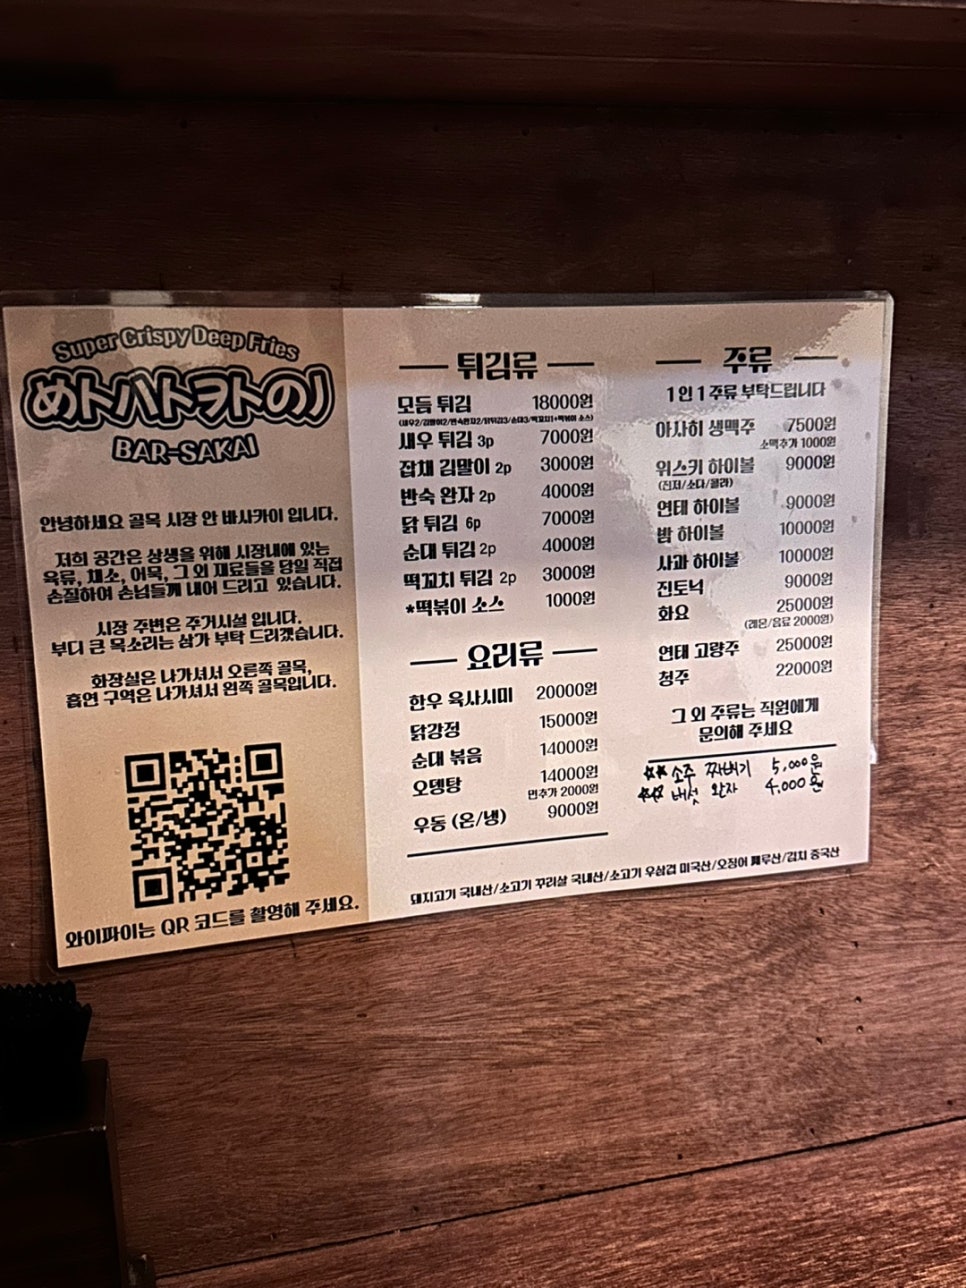 Super Crispy Deep Fries
めトハトカトのノ
BAR-SAKAI
안녕하세요 골목 시장 안 바사카이 입니다.
저희 공간은 상생을 위해 시장내에 있는
육류, 채소, 어묵, 그 외 재료들을 당일 직접
손질하여 손님들께 내어 드리고 있습니다.
시장 주변은 주거시설 입니다.
부디 큰 목소리는 삼가 부탁 드리겠습니다.
화장실은 나가셔서 오른쪽 골목,
흡연 구역은 나가셔서 왼쪽 골목입니다.
와이파이는 QR 코드를 촬영해 주세요.
튀김류
모듬 튀김 18000원
새우 튀김 3p 7000원
잡채 김말이 2p 3000원
반숙 완자 2p 4000원
닭 튀김 6p 7000원
순대 튀김 2p 4000원
떡꼬치 튀김 2p 3000원
*떡볶이 소스 1000원
요리류
한우 육사시미 20000원
닭강정 15000원
순대 볶음 14000원
오뎅탕 14000원
면추가 2000원
우동 (온/냉) 9000원
주류
1인 1주류 부탁드립니다
아사히 생맥주 7500원
소맥추가 1000원
위스키 하이볼 9000원
(진저/소다/콜라)
연태 하이볼 9000원
밤 하이볼 10000원
사과 하이볼 10000원
진토닉 9000원
화요 25000원
(레몬/음료 2000원)
연태 고량주 25000원
청주 22000원
그 외 주류는 직원에게
문의해 주세요
소주 짜버기 5,000원
버섯 완자 4,000원
돼지고기 국내산/소고기 꾸리살 국내산/소고기 우삼겹 미국산/오징어 페루산/김치 중국산